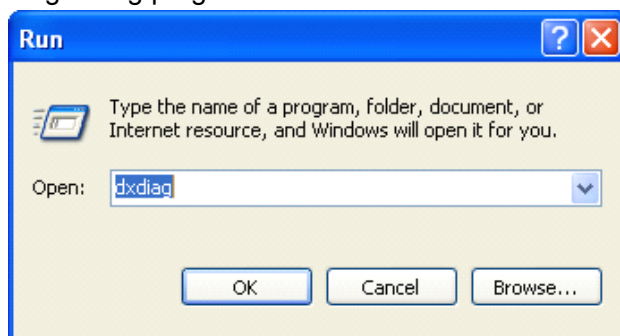 Run
Type the name of a program, folder, document, or
Internet resource, and Windows will open it for you.
Open: dxdiag
OK Cancel Browse...